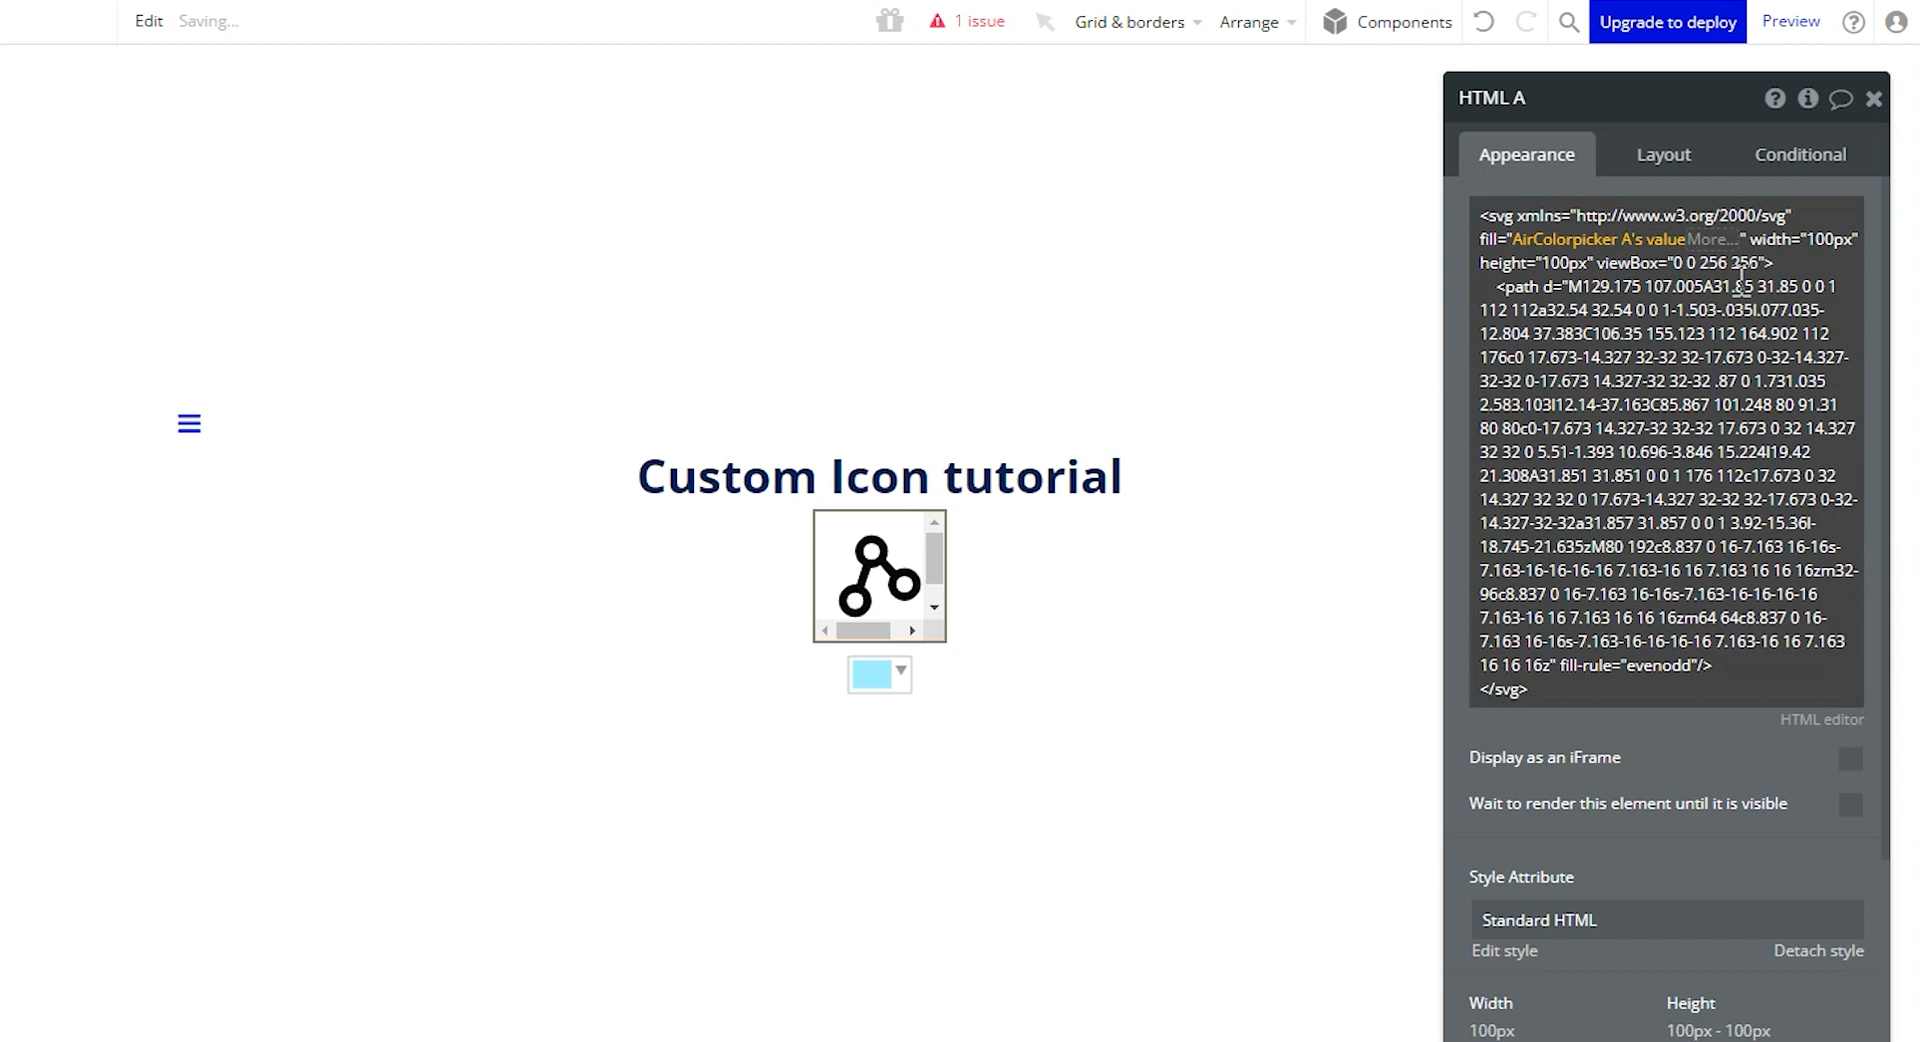 Edit Saving... 1 issue Grid & borders Arrange Components Upgrade to deploy Preview
HTML A
Appearance Layout Conditional
<svg xmlns="http://www.w3.org/2000/svg"
fill="AirColorpicker A's valueMore..." width="100px"
height="100px" viewBox="0 0 256 256">
<path d="M129.175 107.005A31.85 31.85 0 0 1
112 112a32.54 32.54 0 0 1-1.503-.035l.077.035-
12.804 37.383C106.35 155.123 112 164.902 112
176c0 17.673-14.327 32-32 32-17.673 0-32-14.327-
32-32 0-17.673 14.327-32 32-32 .87 0 1.731.035
2.583.103l12.14-37.163C85.867 101.248 80 91.31
80 80c0-17.673 14.327-32 32-32 17.673 0 32 14.327
32 32 0 5.51-1.393 10.696-3.846 15.224l19.42
21.308A31.851 31.851 0 0 1 176 112c17.673 0 32
14.327 32 32 0 17.673-14.327 32-32 32-17.673 0-32-
14.327-32-32a31.857 31.857 0 0 1 3.92-15.36l-
18.745-21.635zM80 192c8.837 0 16-7.163 16-16s-
7.163-16-16-16-16 7.163-16 16 7.163 16 16 16zm32-
96c8.837 0 16-7.163 16-16s-7.163-16-16-16-16
7.163-16 16 7.163 16 16 16zm64 64c8.837 0 16-
7.163 16-16s-7.163-16-16-16-16 7.163-16 16 7.163
16 16 16z" fill-rule="evenodd"/>
</svg>
HTML editor
Custom Icon tutorial
Display as an iFrame
Wait to render this element until it is visible
Style Attribute
Standard HTML
Edit style Detach style
Width Height
100px 100px - 100px